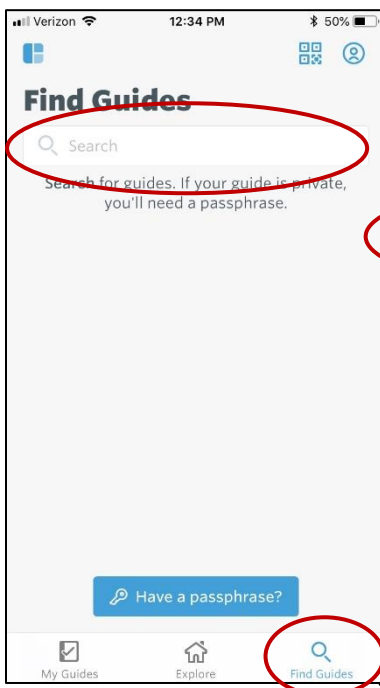 Verizon 12:34 PM 50%
Find Guides
Search
Search for guides. If your guide is private,
you'll need a passphrase.
Have a passphrase?
My Guides Explore Find Guides